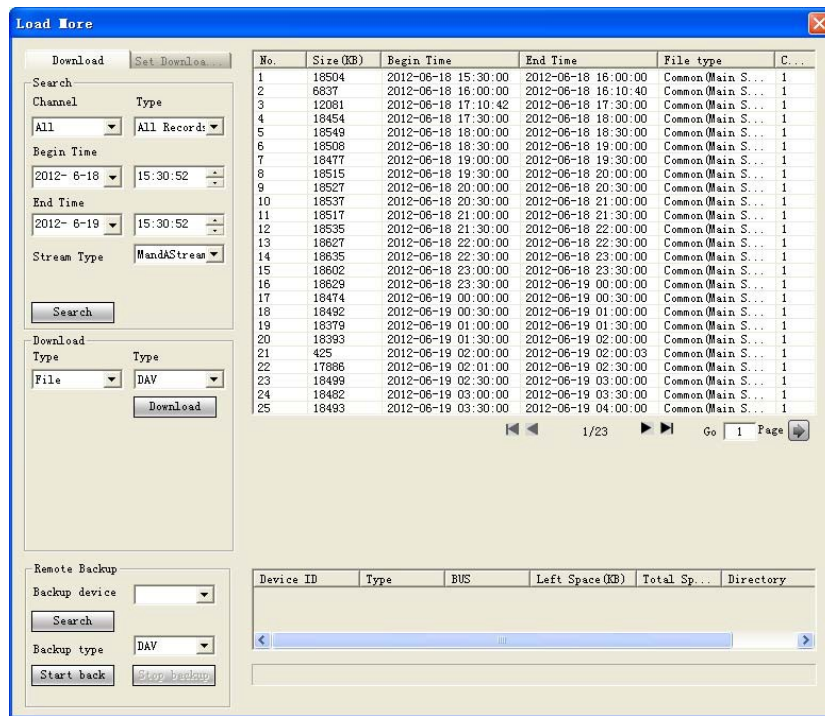 Load More
Download Set Downloa...
Search
Channel Type
All All Records
Begin Time
2012- 6-18 15:30:52
End Time
2012- 6-19 15:30:52
Stream Type MandAStream
Search
Download
Type Type
File DAV
Download
No. Size(KB) Begin Time End Time File type C...
1 18504 2012-06-18 15:30:00 2012-06-18 16:00:00 Common(Main S... 1
2 6837 2012-06-18 16:00:00 2012-06-18 16:10:40 Common(Main S... 1
3 12081 2012-06-18 17:10:42 2012-06-18 17:30:00 Common(Main S... 1
4 18454 2012-06-18 17:30:00 2012-06-18 18:00:00 Common(Main S... 1
5 18549 2012-06-18 18:00:00 2012-06-18 18:30:00 Common(Main S... 1
6 18508 2012-06-18 18:30:00 2012-06-18 19:00:00 Common(Main S... 1
7 18477 2012-06-18 19:00:00 2012-06-18 19:30:00 Common(Main S... 1
8 18515 2012-06-18 19:30:00 2012-06-18 20:00:00 Common(Main S... 1
9 18527 2012-06-18 20:00:00 2012-06-18 20:30:00 Common(Main S... 1
10 18537 2012-06-18 20:30:00 2012-06-18 21:00:00 Common(Main S... 1
11 18517 2012-06-18 21:00:00 2012-06-18 21:30:00 Common(Main S... 1
12 18535 2012-06-18 21:30:00 2012-06-18 22:00:00 Common(Main S... 1
13 18627 2012-06-18 22:00:00 2012-06-18 22:30:00 Common(Main S... 1
14 18635 2012-06-18 22:30:00 2012-06-18 23:00:00 Common(Main S... 1
15 18602 2012-06-18 23:00:00 2012-06-18 23:30:00 Common(Main S... 1
16 18629 2012-06-18 23:30:00 2012-06-19 00:00:00 Common(Main S... 1
17 18474 2012-06-19 00:00:00 2012-06-19 00:30:00 Common(Main S... 1
18 18492 2012-06-19 00:30:00 2012-06-19 01:00:00 Common(Main S... 1
19 18379 2012-06-19 01:00:00 2012-06-19 01:30:00 Common(Main S... 1
20 18393 2012-06-19 01:30:00 2012-06-19 02:00:00 Common(Main S... 1
21 425 2012-06-19 02:00:00 2012-06-19 02:00:03 Common(Main S... 1
22 17886 2012-06-19 02:01:00 2012-06-19 02:30:00 Common(Main S... 1
23 18499 2012-06-19 02:30:00 2012-06-19 03:00:00 Common(Main S... 1
24 18482 2012-06-19 03:00:00 2012-06-19 03:30:00 Common(Main S... 1
25 18493 2012-06-19 03:30:00 2012-06-19 04:00:00 Common(Main S... 1
1/23 Go 1 Page
Remote Backup
Backup device
Search
Backup type DAV
Start back Stop backup
Device ID Type BUS Left Space(KB) Total Sp... Directory